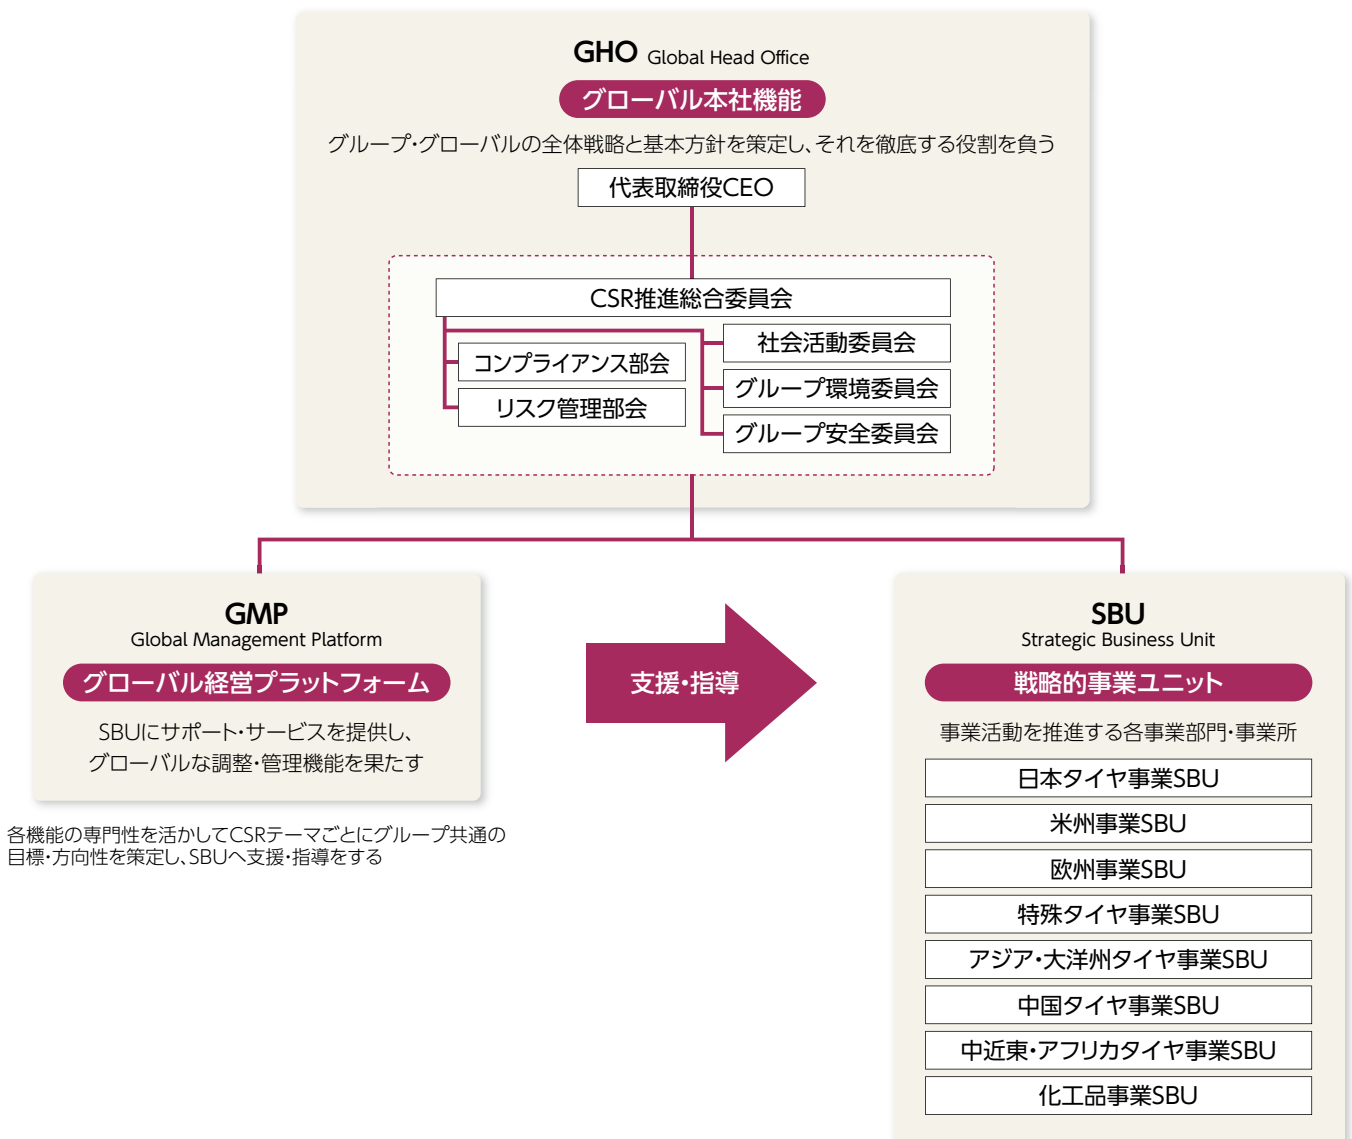 GHO Global Head Office
グローバル本社機能
グループ・グローバルの全体戦略と基本方針を策定し、それを徹底する役割を負う
代表取締役CEO
CSR推進総合委員会
コンプライアンス部会
リスク管理部会
社会活動委員会
グループ環境委員会
グループ安全委員会
GMP
Global Management Platform
グローバル経営プラットフォーム
SBUにサポート・サービスを提供し、
グローバルな調整・管理機能を果たす
各機能の専門性を活かしてCSRテーマごとにグループ共通の
目標・方向性を策定し、SBUへ支援・指導をする
支援・指導
SBU
Strategic Business Unit
戦略的事業ユニット
事業活動を推進する各事業部門・事業所
日本タイヤ事業SBU
米州事業SBU
欧州事業SBU
特殊タイヤ事業SBU
アジア・大洋州タイヤ事業SBU
中国タイヤ事業SBU
中近東・アフリカタイヤ事業SBU
化工品事業SBU